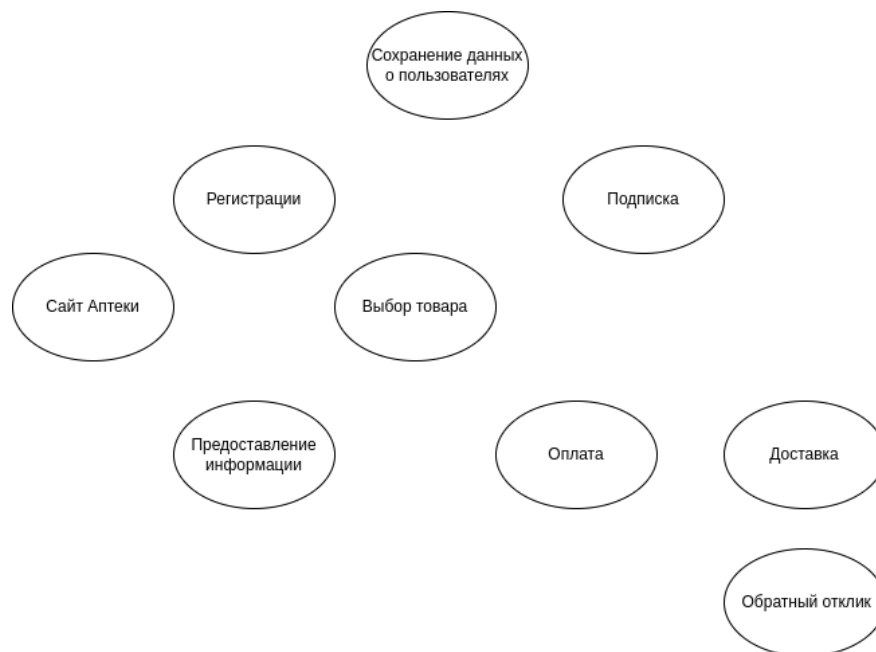 Сохранение данных
о пользователях
Регистрации
Подписка
Сайт Аптеки
Выбор товара
Предоставление
информации
Оплата
Доставка
Обратный отклик